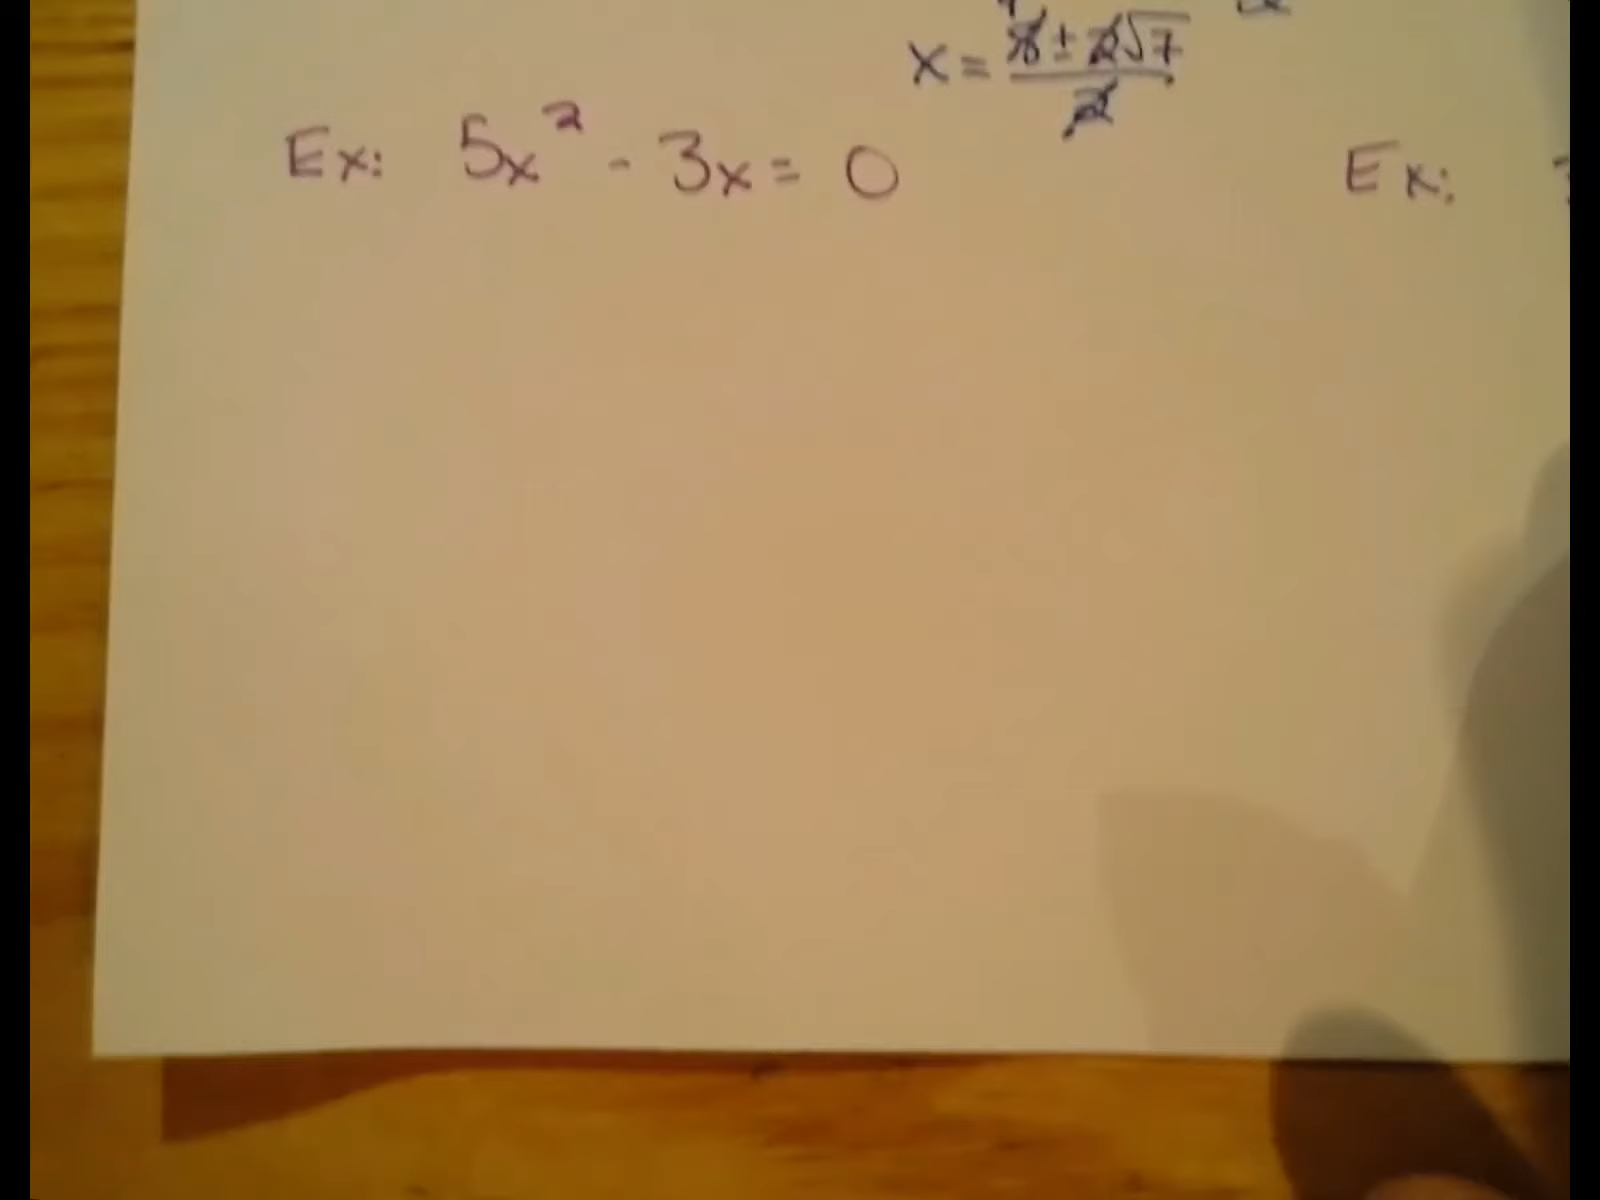 x = 8 ± 2√7 / 2
Ex: 5x² - 3x = 0
Ex: